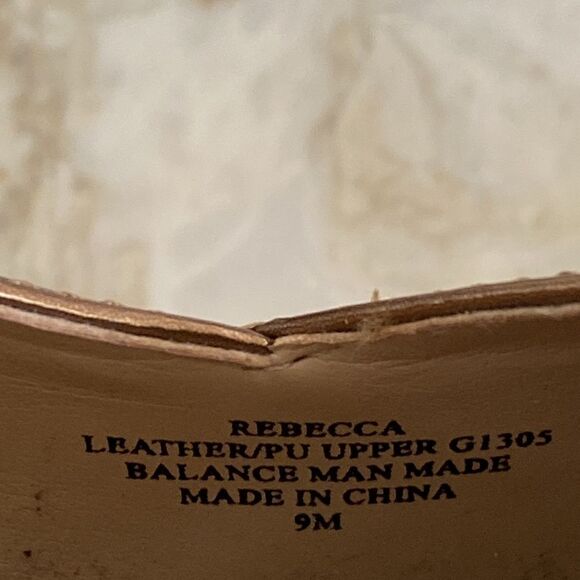 REBECCA
LEATHER/PU UPPER G1305
BALANCE MAN MADE
MADE IN CHINA
9M